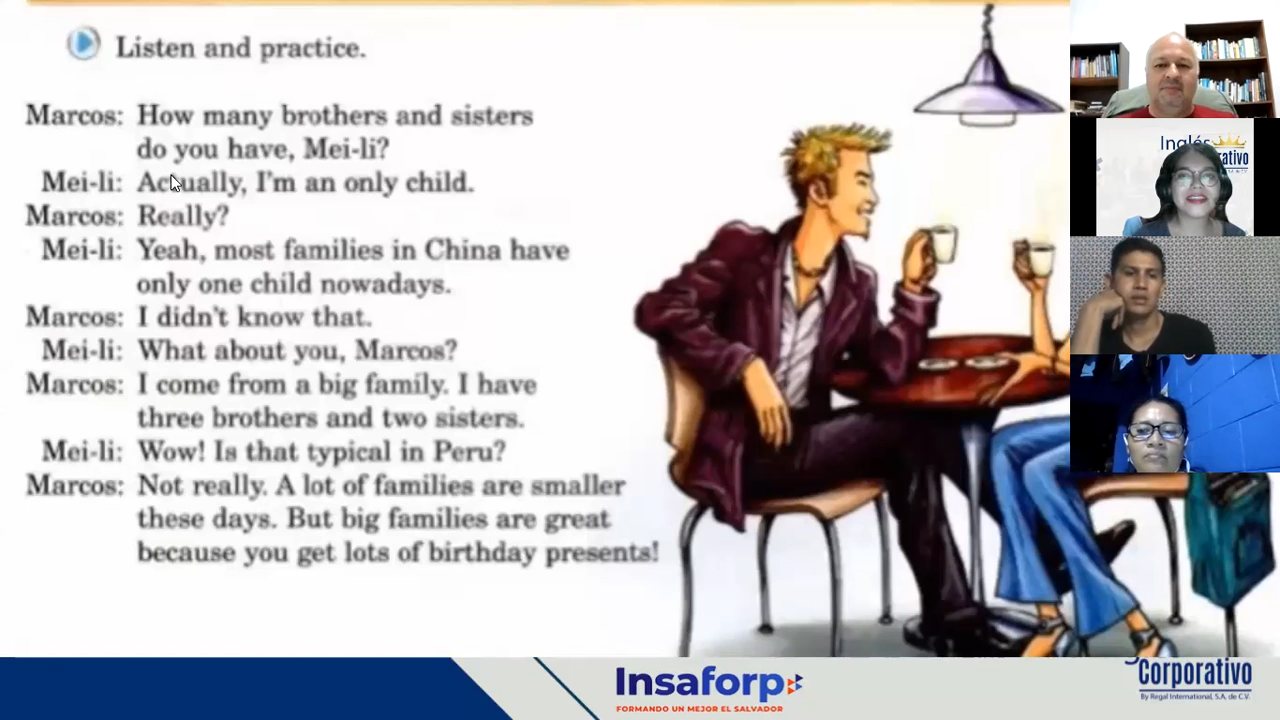 Listen and practice.
Marcos: How many brothers and sisters
do you have, Mei-li?
Mei-li: Actually, I'm an only child.
Marcos: Really?
Mei-li: Yeah, most families in China have
only one child nowadays.
Marcos: I didn't know that.
Mei-li: What about you, Marcos?
Marcos: I come from a big family. I have
three brothers and two sisters.
Mei-li: Wow! Is that typical in Peru?
Marcos: Not really. A lot of families are smaller
these days. But big families are great
because you get lots of birthday presents!
Inglés
Insaforp
FORMANDO UN MEJOR EL SALVADOR
Corporativo
By Regal International, S.A. de C.V.